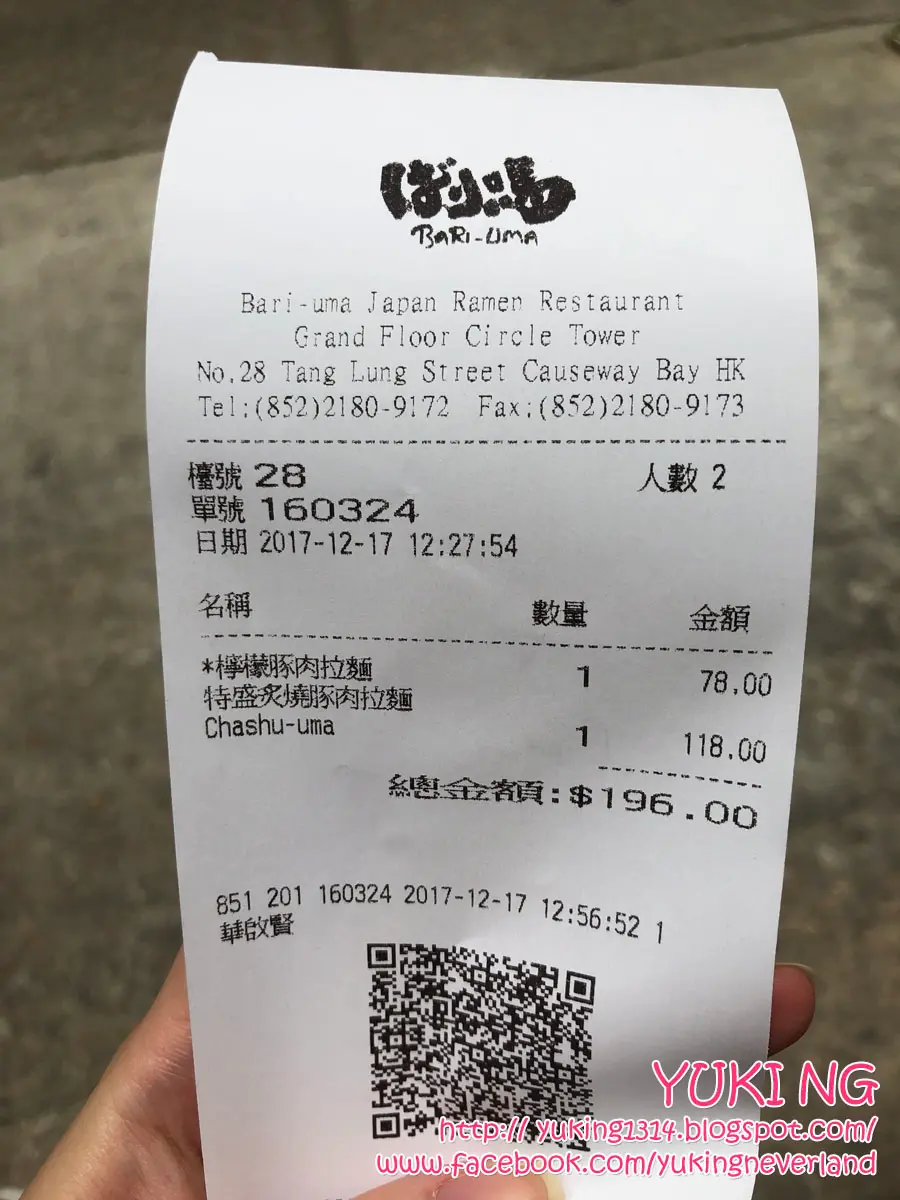 ばり馬
BARI-UMA
Bari-uma Japan Ramen Restaurant
Grand Floor Circle Tower
No.28 Tang Lung Street Causeway Bay HK
Tel:(852)2180-9172 Fax:(852)2180-9173
檯號 28 人數 2
單號 160324
日期 2017-12-17 12:27:54
名稱 數量 金額
*檸檬豚肉拉麵 1 78.00
特盛炙燒豚肉拉麵
Chashu-uma 1 118.00
總金額:$196.00
851 201 160324 2017-12-17 12:56:52 1
華啟賢
YUKI NG
http:// yuking1314.blogspot.com/
www.facebook.com/yukingneverland
160